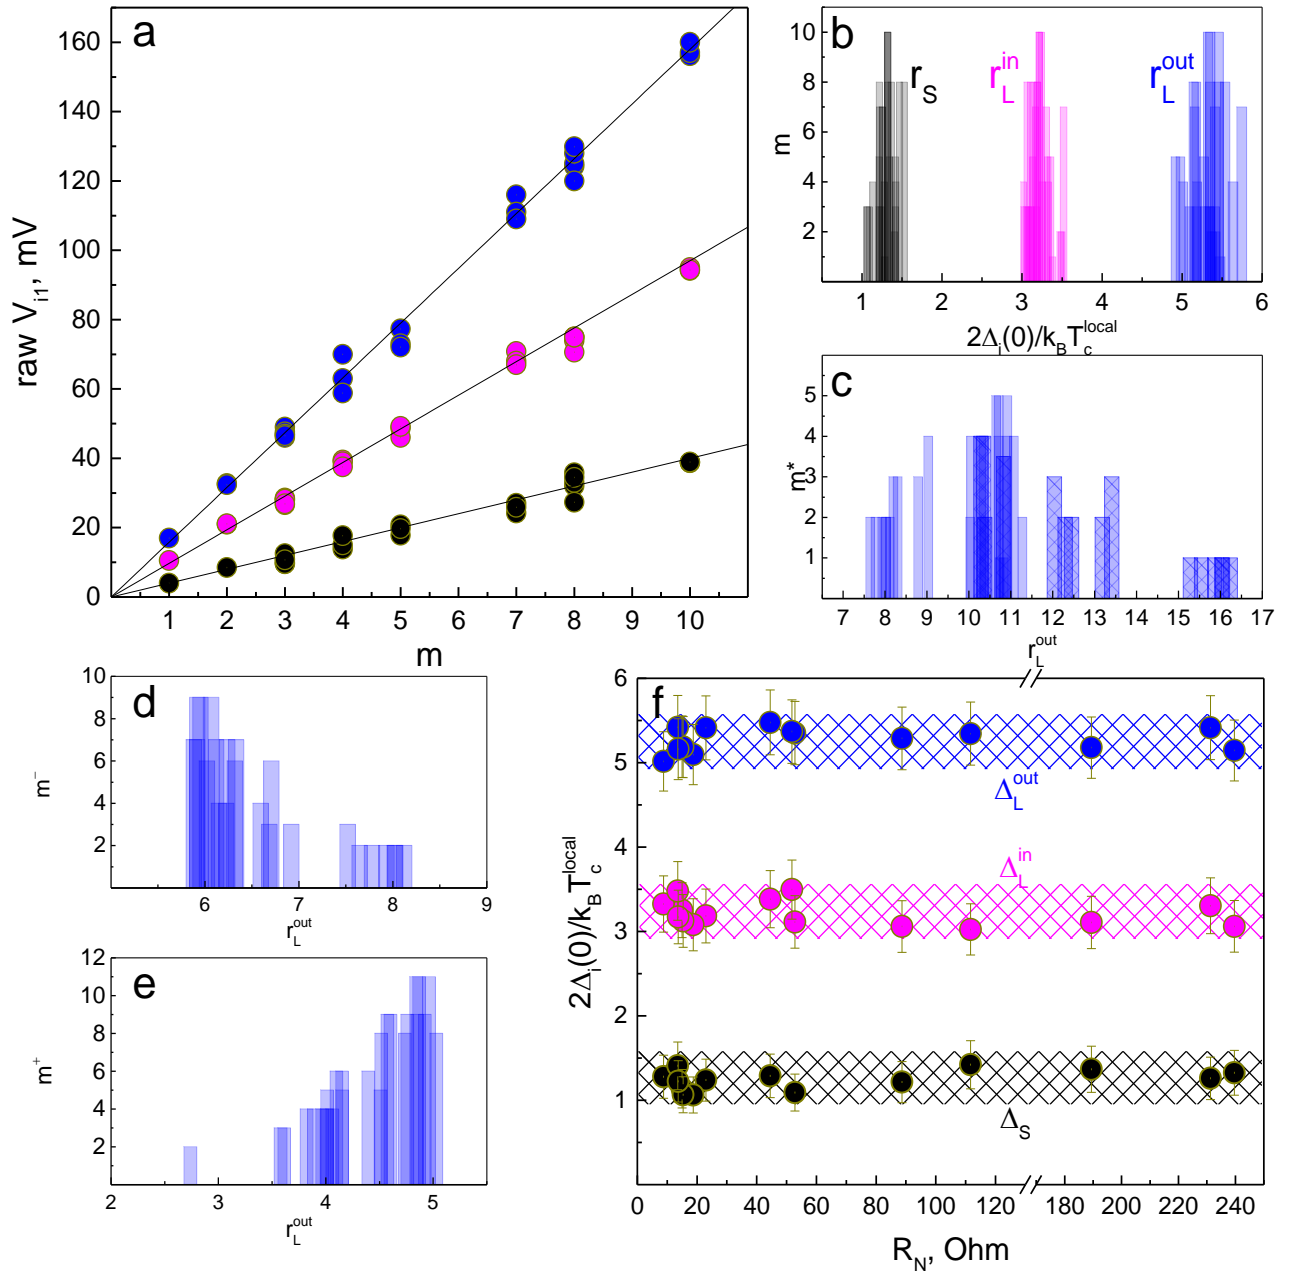 a
raw V_i1, mV
160
140
120
100
80
60
40
20
0
1 2 3 4 5 6 7 8 9 10
m
b
r_S
r_L^in
r_L^out
m
10
8
6
4
2
1 2 3 4 5 6
2Δ_i(0)/k_B T_c^local
c
m*
5
4
3
2
1
7 8 9 10 11 12 13 14 15 16 17
r_L^out
d
m⁻
10
8
6
4
2
6 7 8 9
r_L^out
e
m⁺
12
10
8
6
4
2
2 3 4 5
r_L^out
f
2Δ_i(0)/k_B T_c^local
6
5
4
3
2
1
Δ_L^out
Δ_L^in
Δ_S
0 20 40 60 80 100 120 180 200 220 240
R_N, Ohm